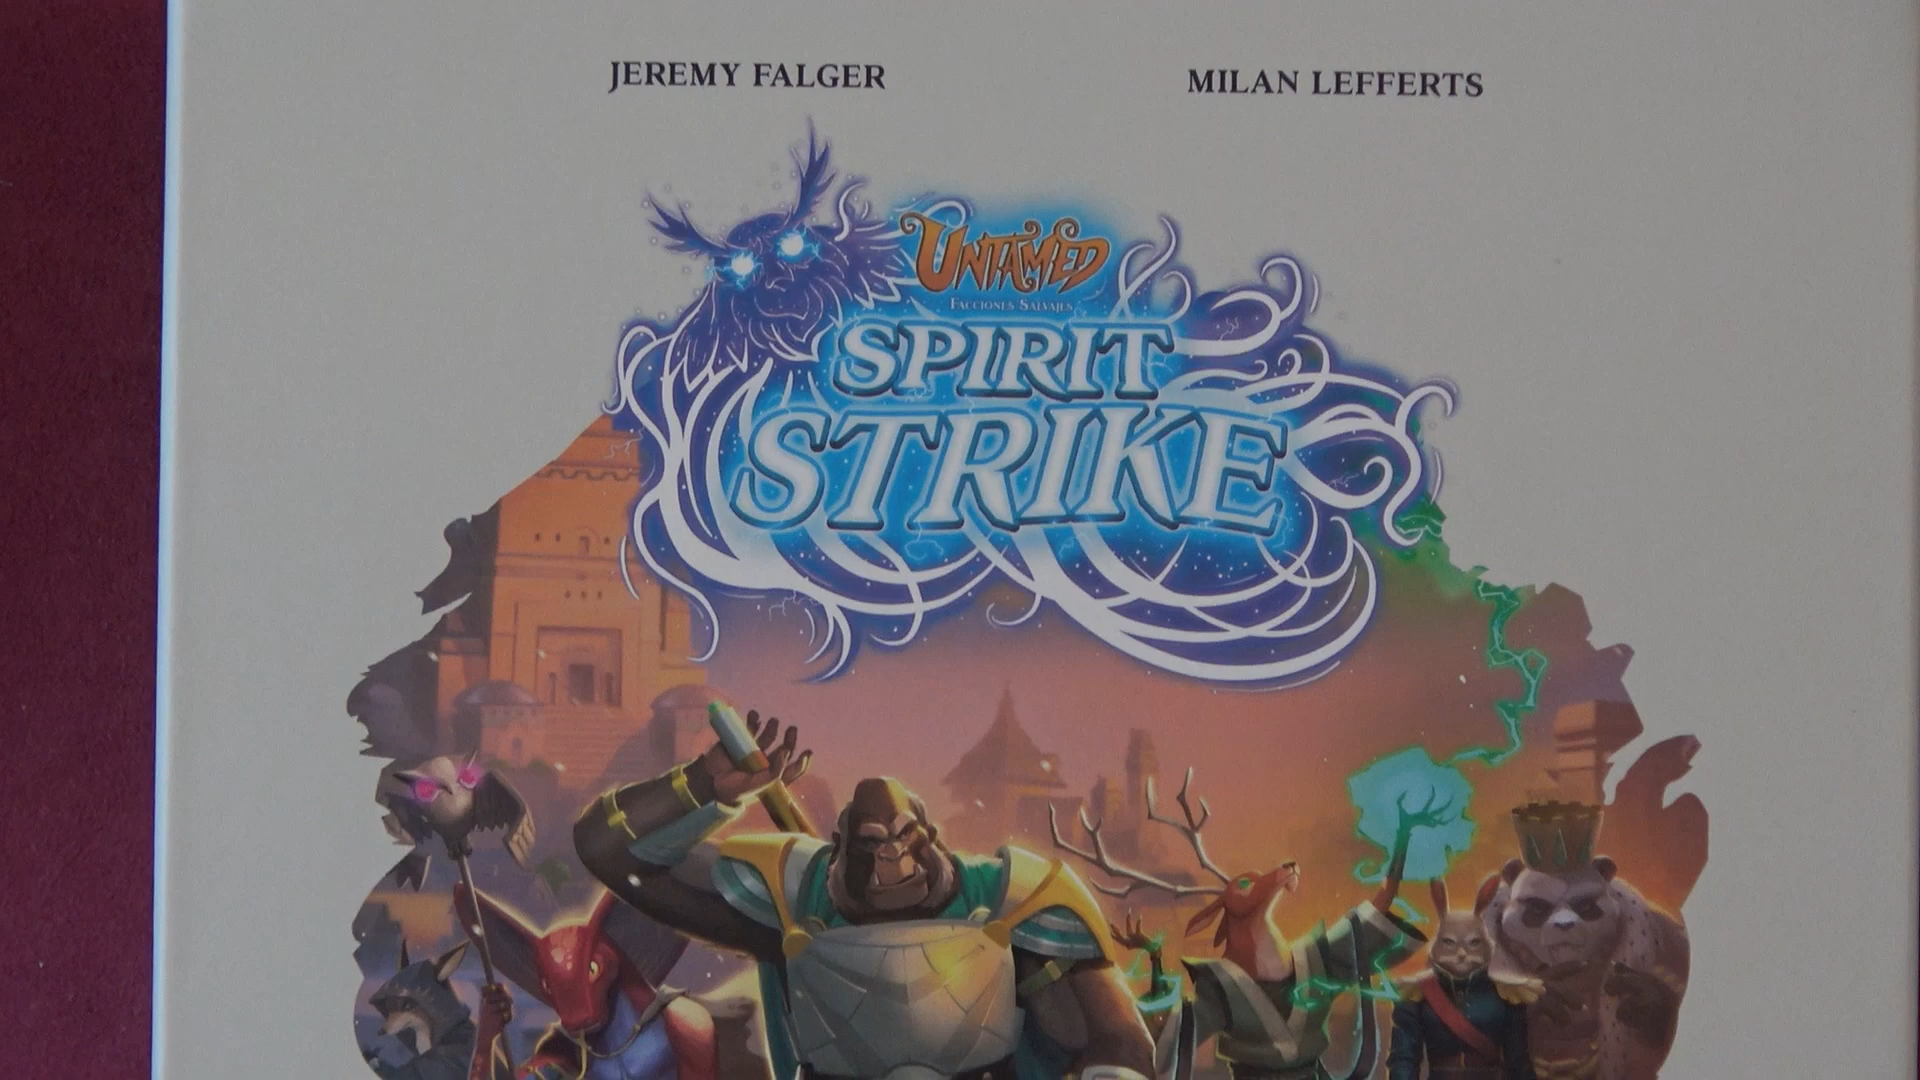 JEREMY FALGER
MILAN LEFFERTS
UNTAMED
FACCIONES SALVAJES
SPIRIT
STRIKE